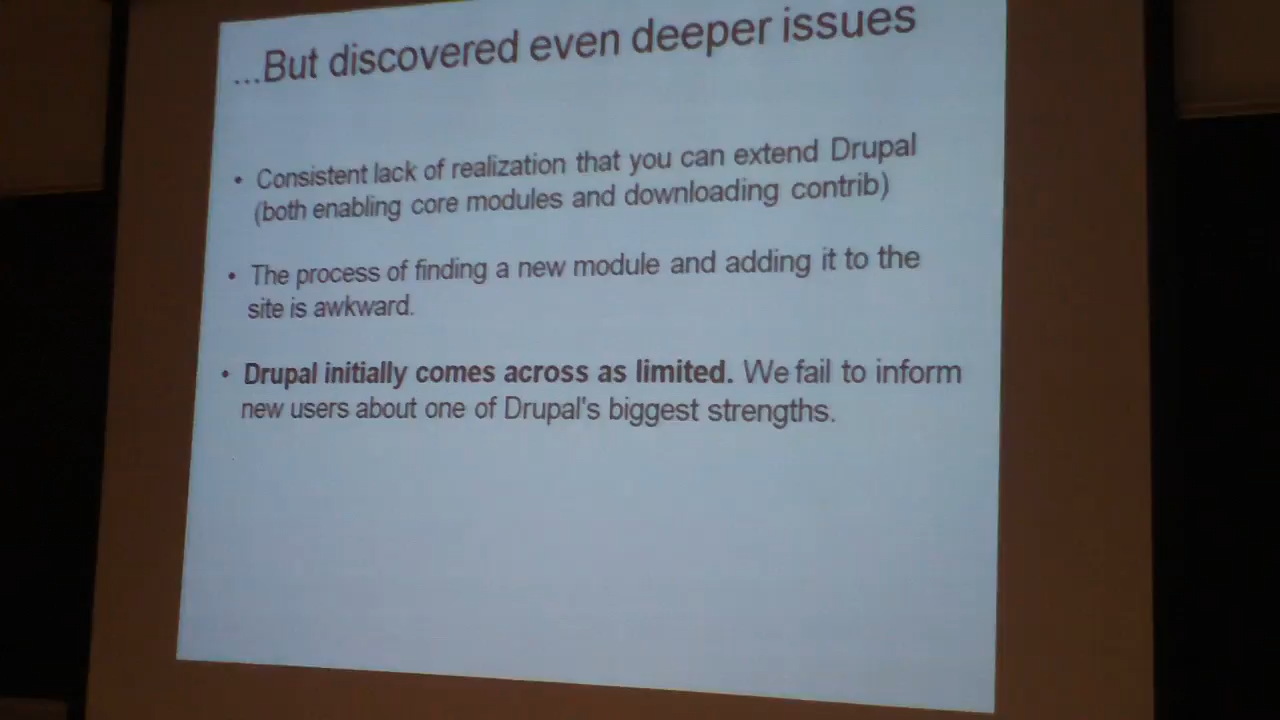 ...But discovered even deeper issues
• Consistent lack of realization that you can extend Drupal
(both enabling core modules and downloading contrib)
• The process of finding a new module and adding it to the
site is awkward.
• Drupal initially comes across as limited. We fail to inform
new users about one of Drupal's biggest strengths.